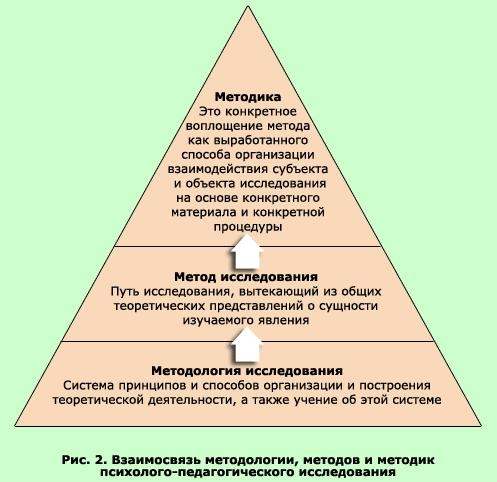 Методика
Это конкретное
воплощение метода
как выработанного
способа организации
взаимодействия субъекта
и объекта исследования
на основе конкретного
материала и конкретной
процедуры
Метод исследования
Путь исследования, вытекающий из общих
теоретических представлений о сущности
изучаемого явления
Методология исследования
Система принципов и способов организации и построения
теоретической деятельности, а также учение об этой системе
Рис. 2. Взаимосвязь методологии, методов и методик
психолого-педагогического исследования